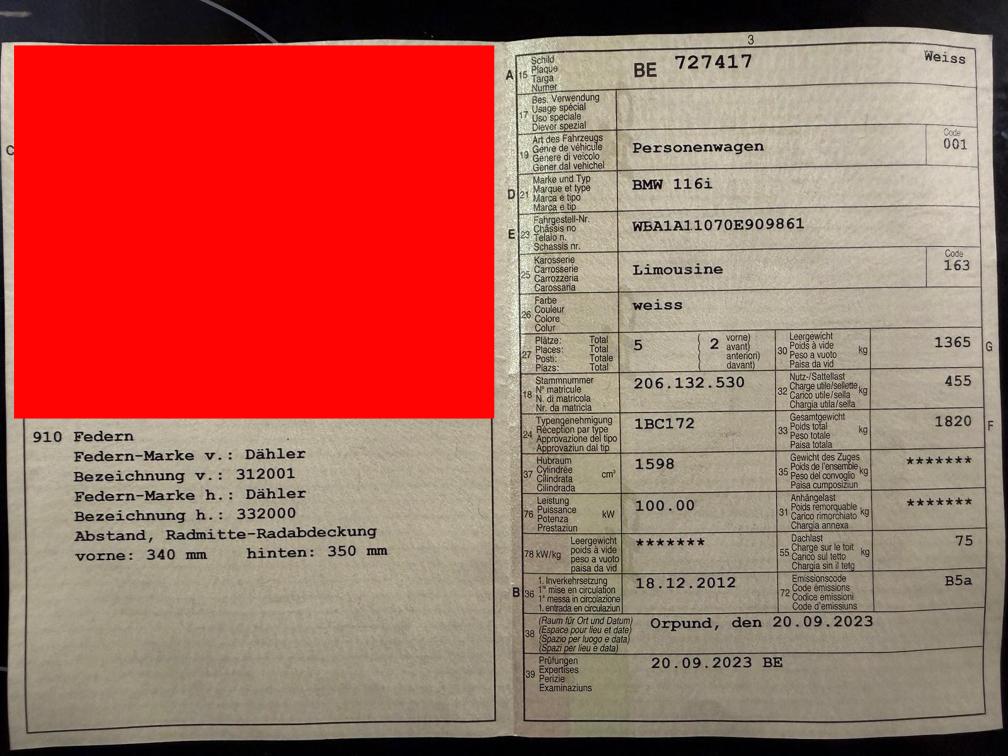 C
910 Federn
Federn-Marke v.: Dähler
Bezeichnung v.: 312001
Federn-Marke h.: Dähler
Bezeichnung h.: 332000
Abstand, Radmitte-Radabdeckung
vorne: 340 mm hinten: 350 mm
3
A 15 Schild
Plaque
Targa
Numer
BE 727417 Weiss
17 Bes. Verwendung
Usage spécial
Uso speciale
Diever spezial
19 Art des Fahrzeugs
Genre de véhicule
Genere di veicolo
Gener dal vehichel
Personenwagen
Code
001
D 21 Marke und Typ
Marque et type
Marca e tipo
Marca e tip
BMW 116i
E 23 Fahrgestell-Nr.
Châssis no
Telaio n.
Schassis nr.
WBA1A11070E909861
25 Karosserie
Carrosserie
Carrozzeria
Carossaria
Limousine
Code
163
26 Farbe
Couleur
Colore
Colur
weiss
27 Plätze: Total
Places: Total
Posti: Totale
Plazs: Total
5 ( 2 vorne)
( avant)
( anteriori)
( davant)
30 Leergewicht
Poids à vide
Peso a vuoto
Paisa da vid
kg 1365 G
18 Stammnummer
N° matricule
N. di matricola
Nr. da matricla
206.132.530
32 Nutz-/Sattellast
Charge utile/sellette
Carico utile/sella
Chargia utila/sella
kg 455
24 Typengenehmigung
Réception par type
Approvazione del tipo
Approvaziun dal tip
1BC172
33 Gesamtgewicht
Poids total
Peso totale
Paisa totala
kg 1820 F
37 Hubraum
Cylindrée
Cilindrata
Cilindrada
cm³ 1598
35 Gewicht des Zuges
Poids de l'ensemble
Peso del convoglio
Paisa cumposiziun
kg *******
76 Leistung
Puissance
Potenza
Prestaziun
kW 100.00
31 Anhängelast
Poids remorquable
Carico rimorchiato
Chargia annexa
kg *******
78 kW/kg Leergewicht
poids à vide
peso a vuoto
paisa da vid
*******
55 Dachlast
Charge sur le toit
Carico sul tetto
Chargia sin il tetg
kg 75
B 36 1. Inverkehrsetzung
1re mise en circulation
1a messa in circolazione
1. entrada en circulaziun
18.12.2012
72 Emissionscode
Code émissions
Codice emissioni
Code d'emissiuns
B5a
38 (Raum für Ort und Datum)
(Espace pour lieu et date)
(Spazio per luogo e data)
(Spazi per lieu e data)
Orpund, den 20.09.2023
39 Prüfungen
Expertises
Perizie
Examinaziuns
20.09.2023 BE